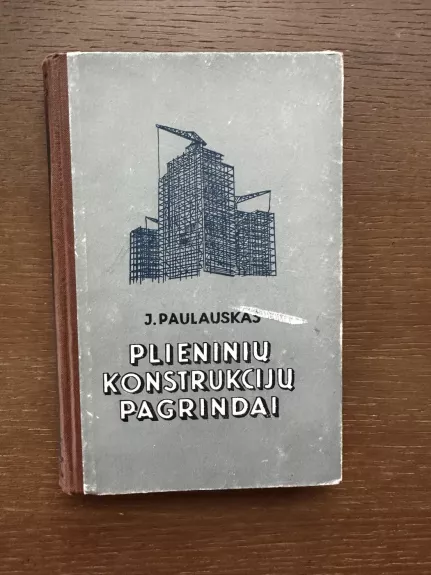 J. PAULAUSKAS
PLIENINIŲ
KONSTRUKCIJŲ
PAGRINDAI